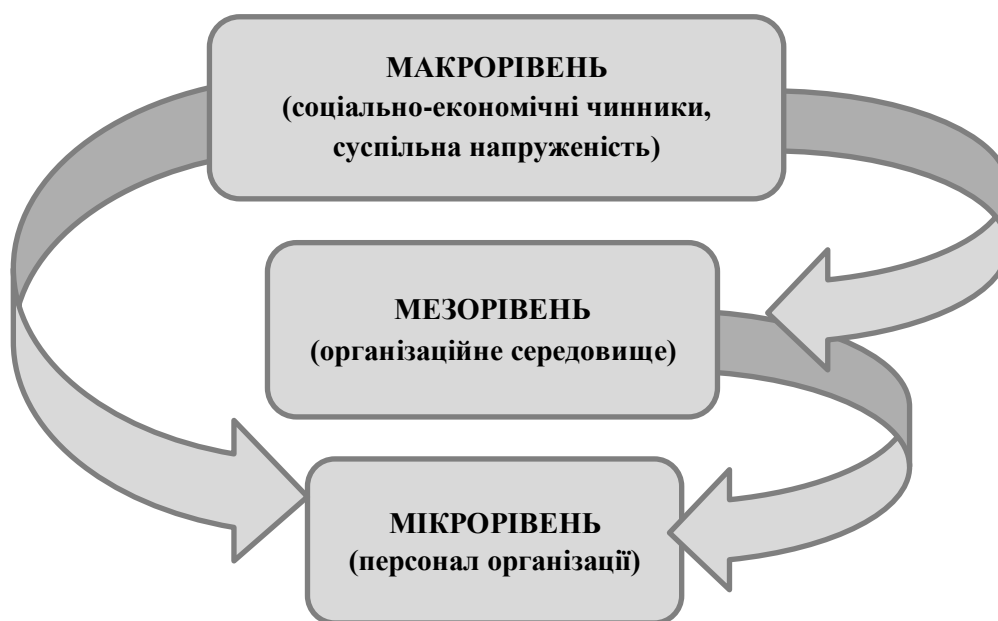 МАКРОРІВЕНЬ
(соціально-економічні чинники,
суспільна напруженість)
МЕЗОРІВЕНЬ
(організаційне середовище)
МІКРОРІВЕНЬ
(персонал організації)